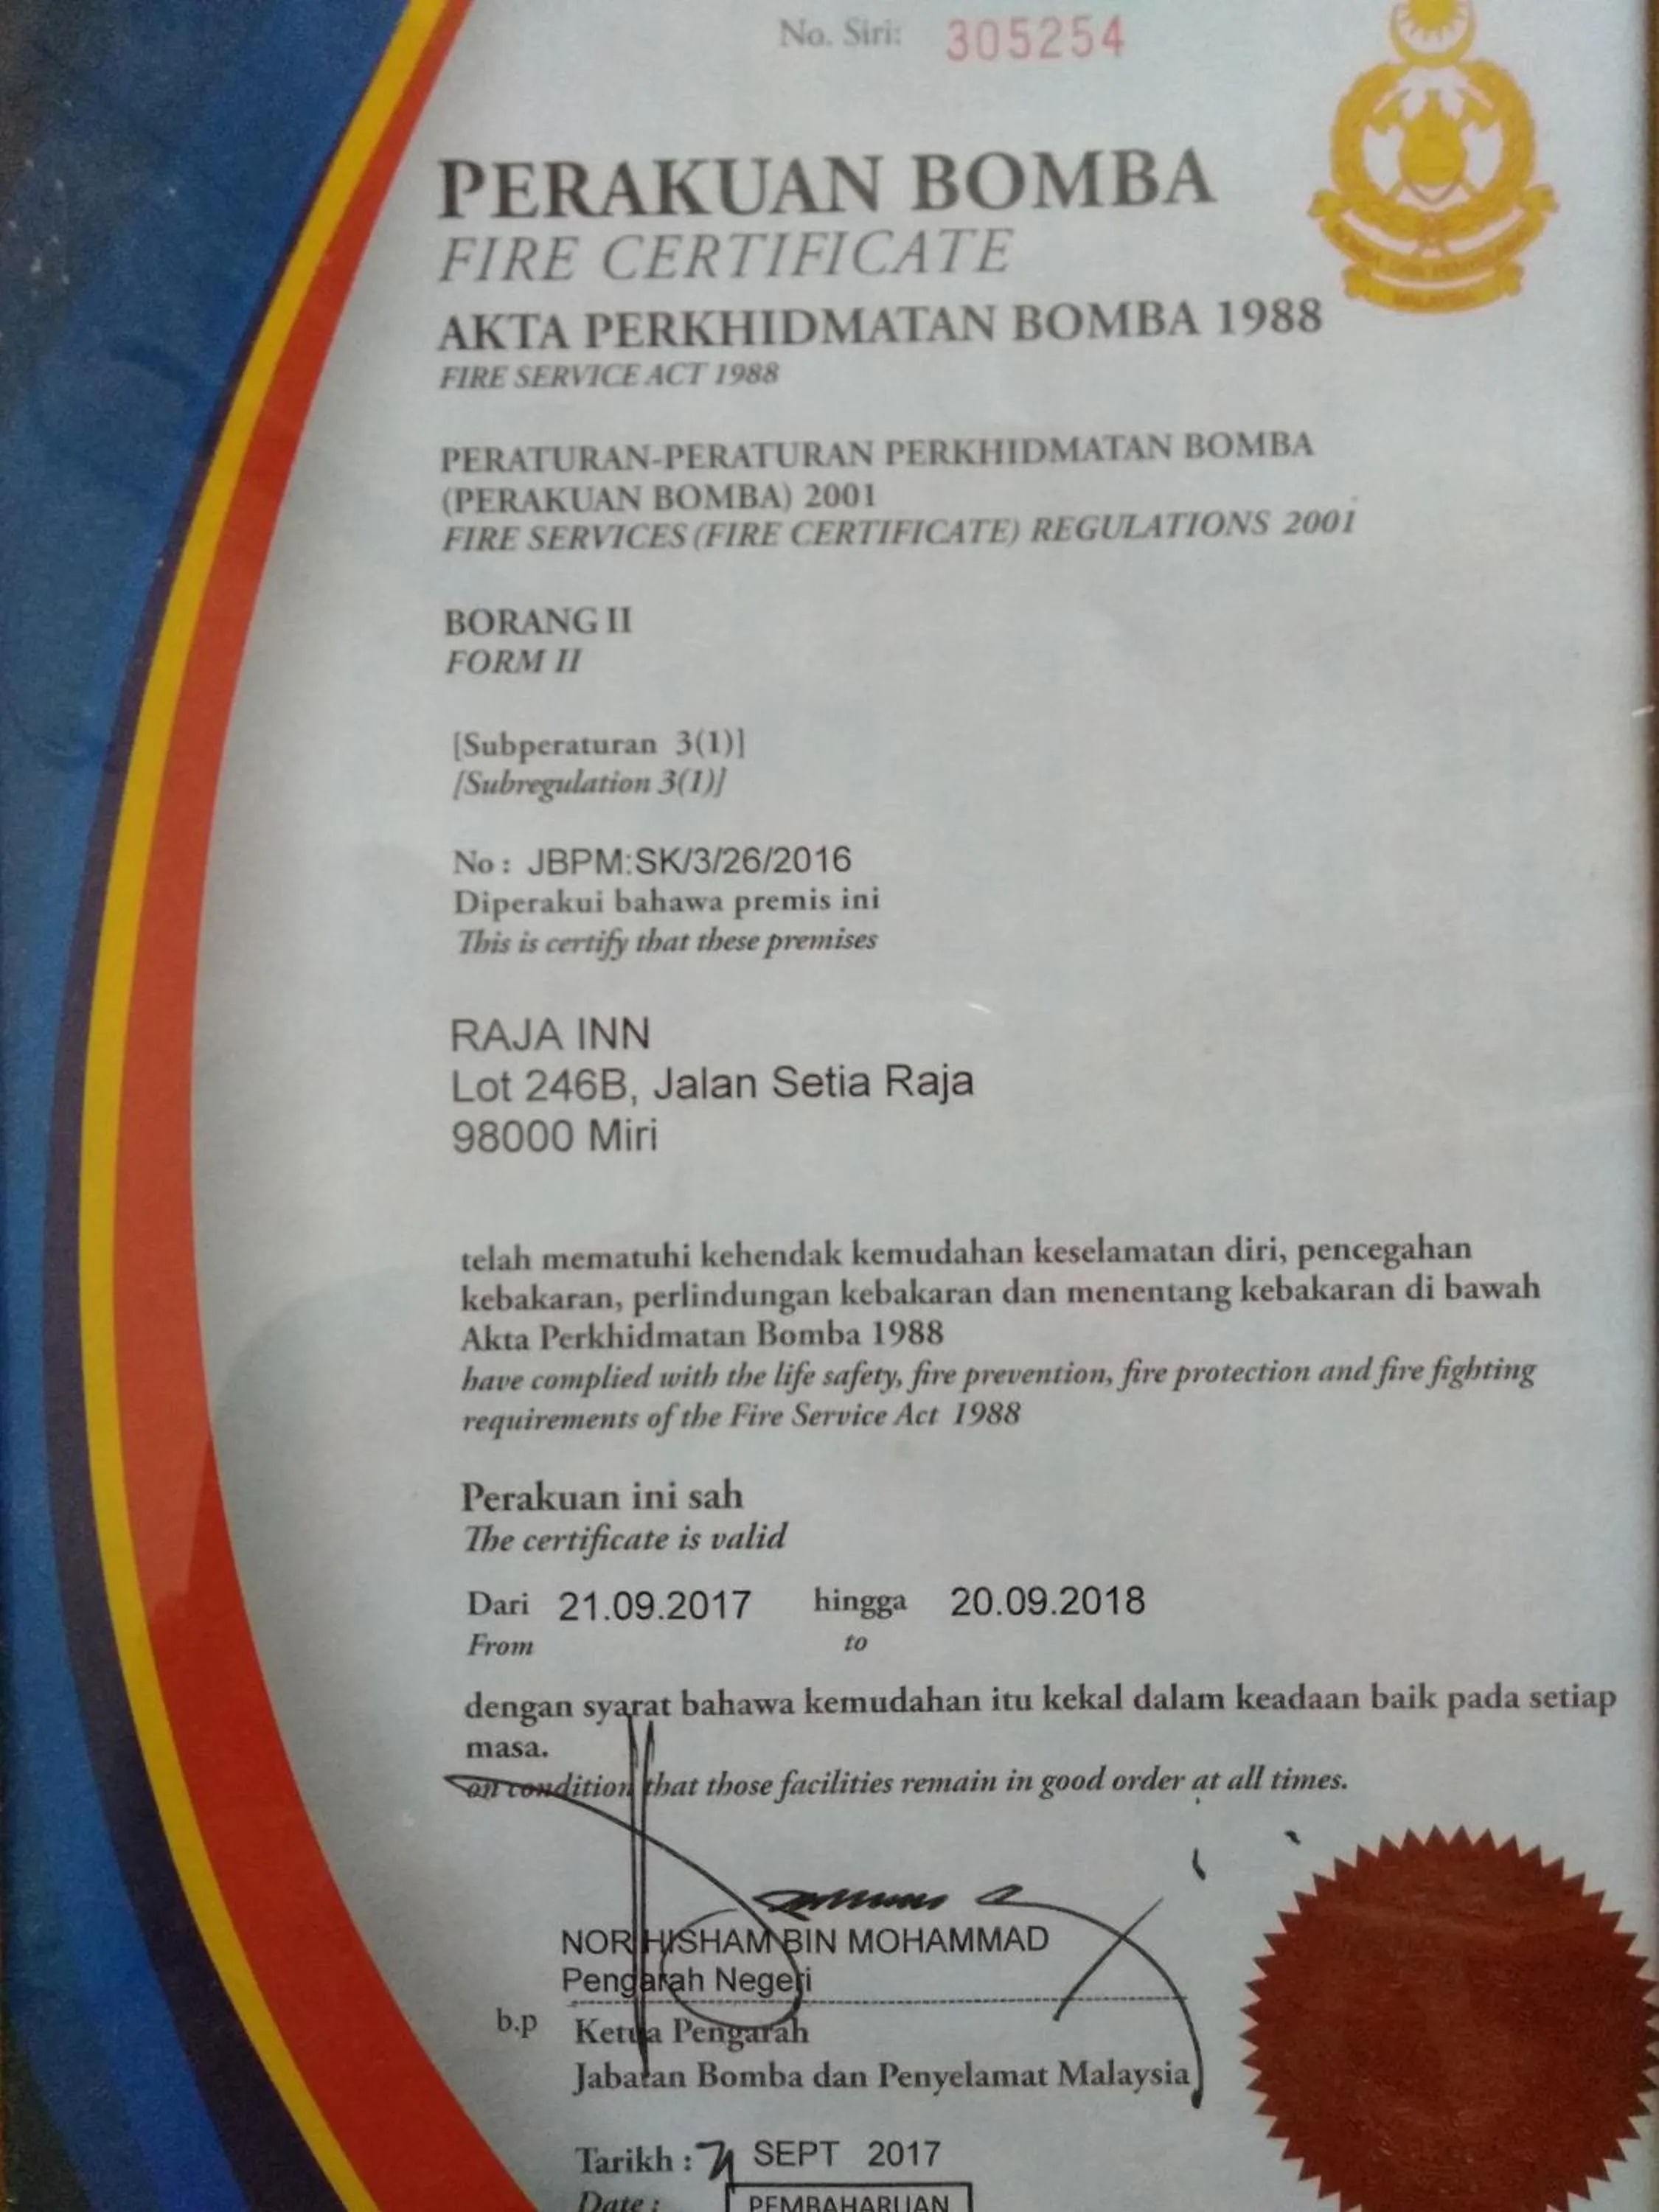 No. Siri: 305254
PERAKUAN BOMBA
FIRE CERTIFICATE
AKTA PERKHIDMATAN BOMBA 1988
FIRE SERVICE ACT 1988
PERATURAN-PERATURAN PERKHIDMATAN BOMBA
(PERAKUAN BOMBA) 2001
FIRE SERVICES (FIRE CERTIFICATE) REGULATIONS 2001
BORANG II
FORM II
[Subperaturan 3(1)]
[Subregulation 3(1)]
No : JBPM:SK/3/26/2016
Diperakui bahawa premis ini
This is certify that these premises
RAJA INN
Lot 246B, Jalan Setia Raja
98000 Miri
telah mematuhi kehendak kemudahan keselamatan diri, pencegahan
kebakaran, perlindungan kebakaran dan menentang kebakaran di bawah
Akta Perkhidmatan Bomba 1988
have complied with the life safety, fire prevention, fire protection and fire fighting
requirements of the Fire Service Act 1988
Perakuan ini sah
The certificate is valid
Dari 21.09.2017 hingga 20.09.2018
From to
dengan syarat bahawa kemudahan itu kekal dalam keadaan baik pada setiap
masa.
on condition that those facilities remain in good order at all times.
NOR HISHAM BIN MOHAMMAD
Pengarah Negeri
b.p Ketua Pengarah
Jabatan Bomba dan Penyelamat Malaysia
Tarikh : SEPT 2017
Date : PEMBAHARUAN